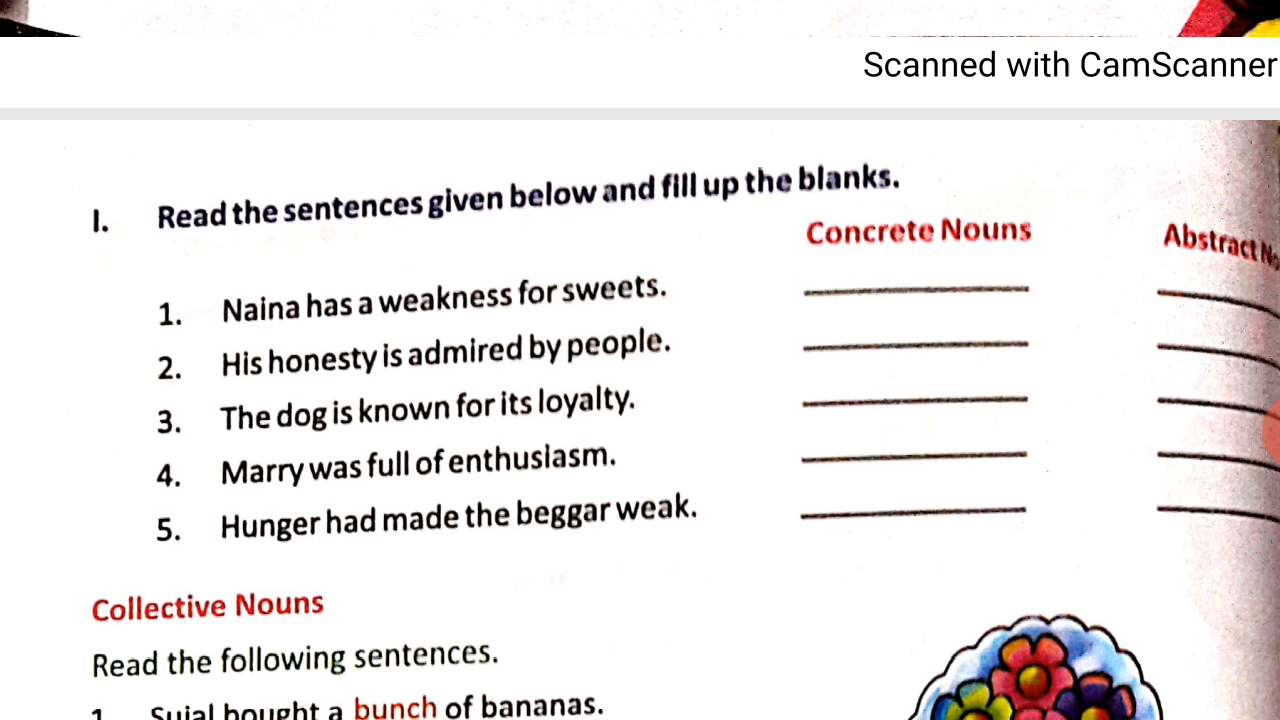 Scanned with CamScanner
I. Read the sentences given below and fill up the blanks.
Concrete Nouns Abstract
1. Naina has a weakness for sweets.
2. His honesty is admired by people.
3. The dog is known for its loyalty.
4. Marry was full of enthusiasm.
5. Hunger had made the beggar weak.
Collective Nouns
Read the following sentences.
1. Sujal bought a bunch of bananas.